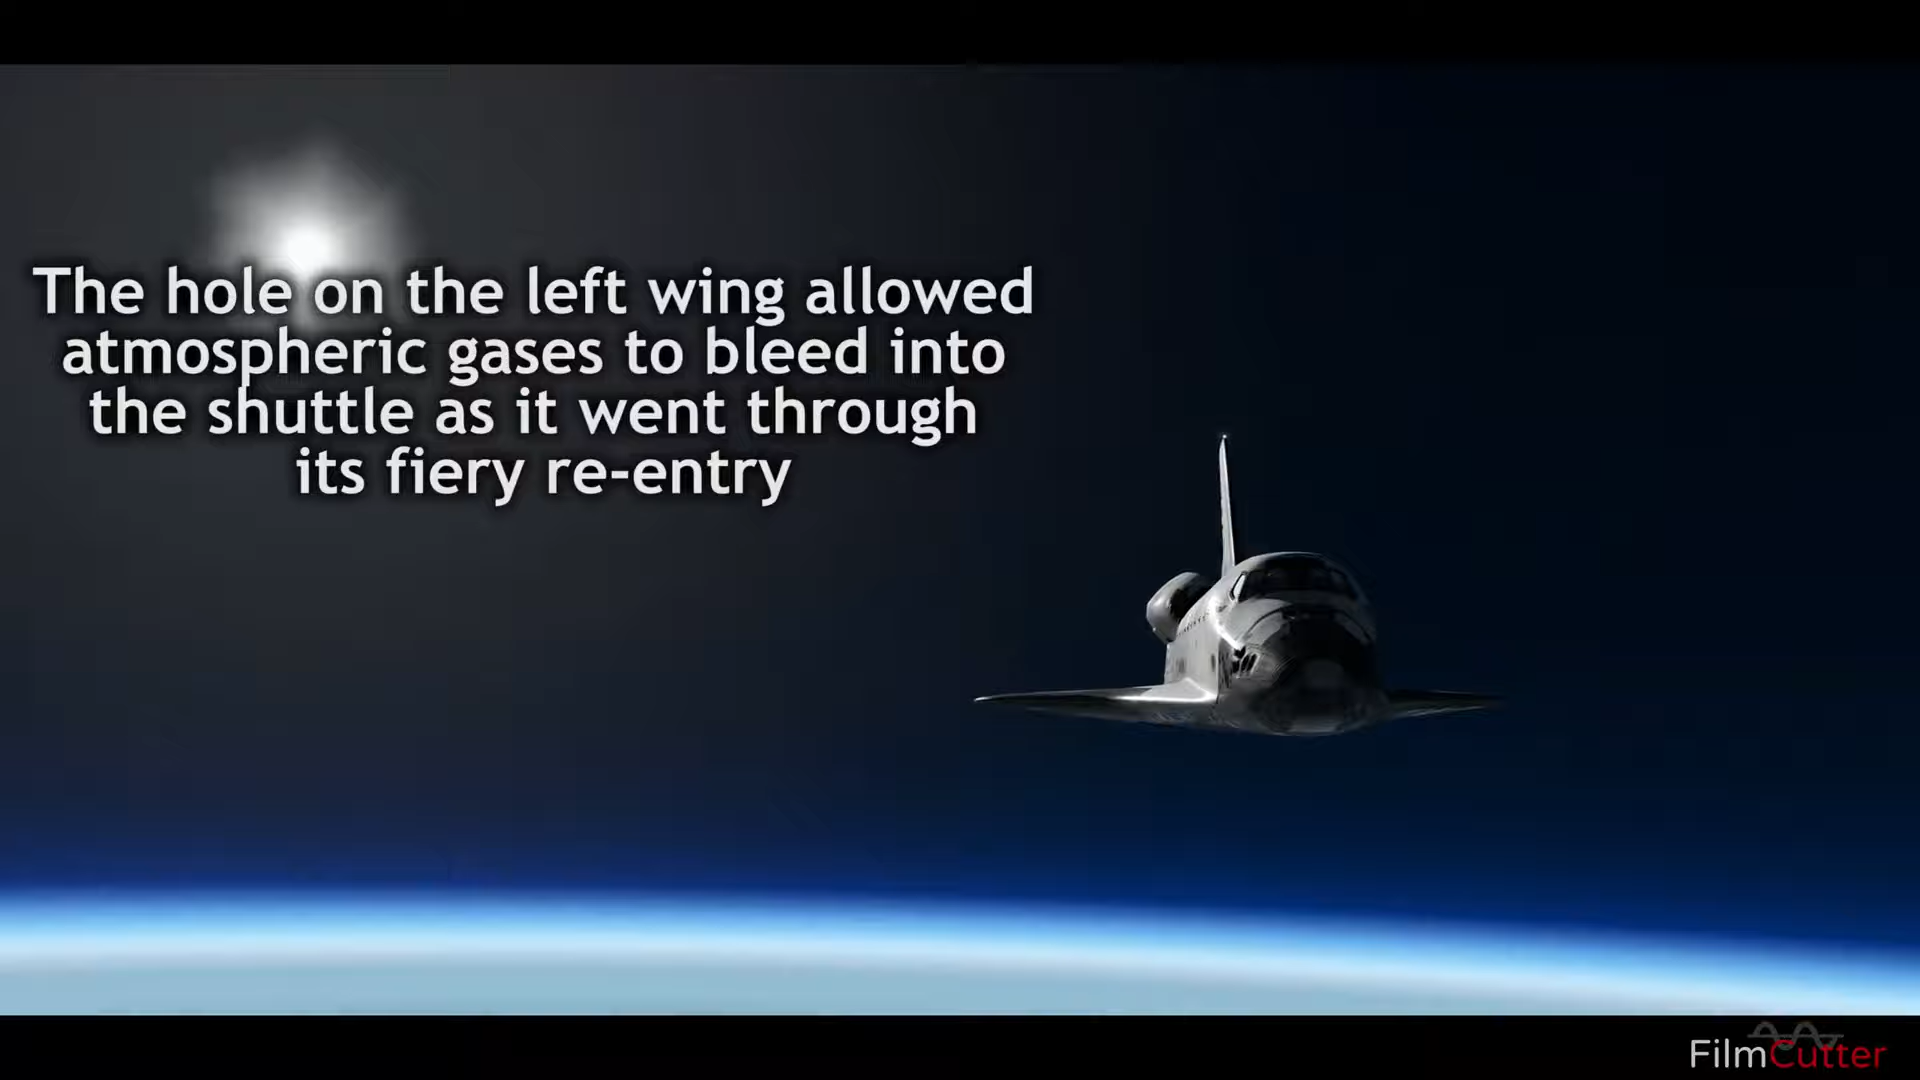 The hole on the left wing allowed
atmospheric gases to bleed into
the shuttle as it went through
its fiery re-entry
FilmCutter